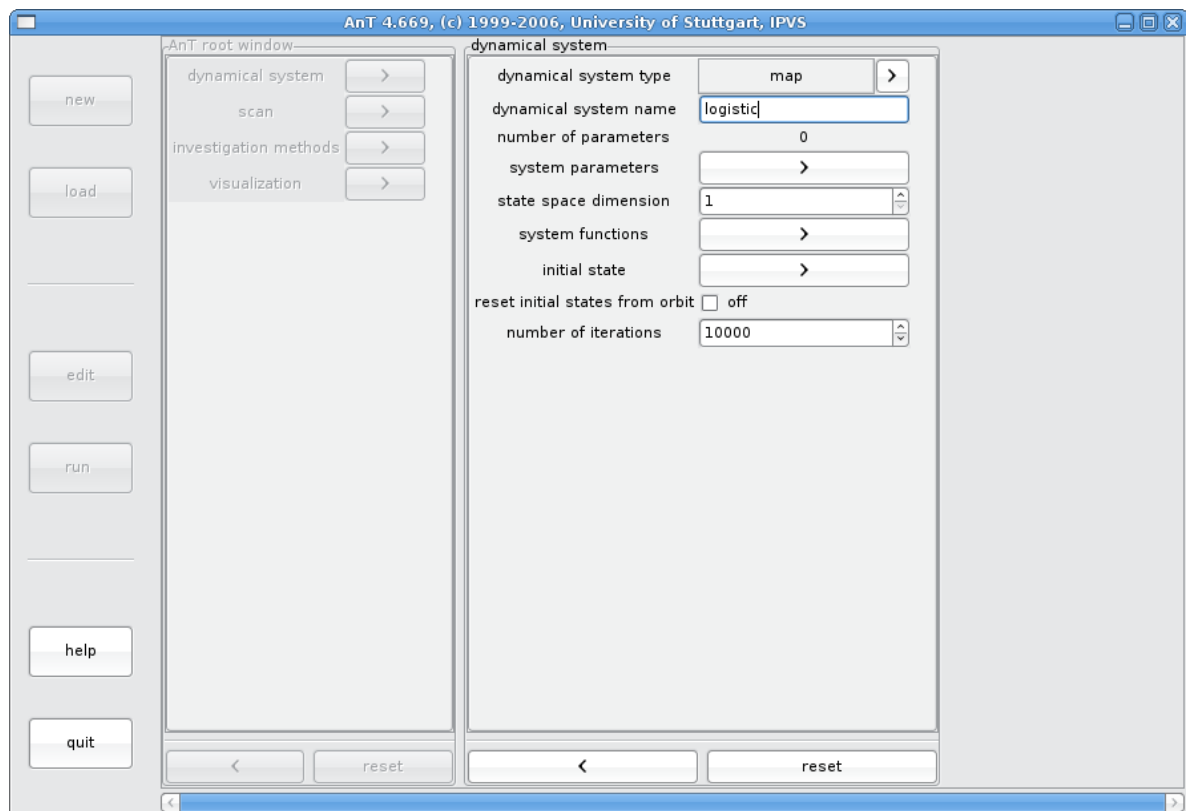 AnT 4.669, (c) 1999-2006, University of Stuttgart, IPVS
new
load
edit
run
help
quit
AnT root window
dynamical system >
scan >
investigation methods >
visualization >
< reset
dynamical system
dynamical system type map >
dynamical system name logistic
number of parameters 0
system parameters >
state space dimension 1
system functions >
initial state >
reset initial states from orbit off
number of iterations 10000
< reset